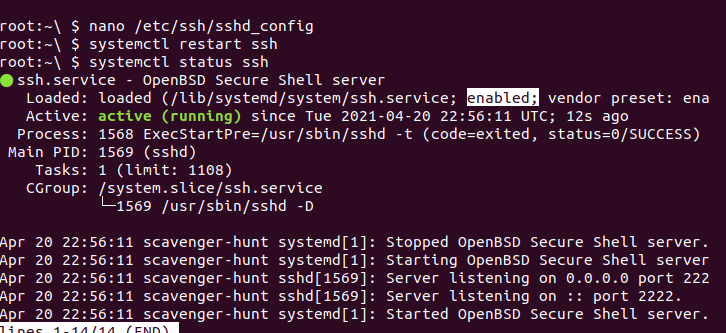 root:~\ $ nano /etc/ssh/sshd_config
root:~\ $ systemctl restart ssh
root:~\ $ systemctl status ssh
● ssh.service - OpenBSD Secure Shell server
   Loaded: loaded (/lib/systemd/system/ssh.service; enabled; vendor preset: ena
   Active: active (running) since Tue 2021-04-20 22:56:11 UTC; 12s ago
  Process: 1568 ExecStartPre=/usr/sbin/sshd -t (code=exited, status=0/SUCCESS)
 Main PID: 1569 (sshd)
    Tasks: 1 (limit: 1108)
   CGroup: /system.slice/ssh.service
           └─1569 /usr/sbin/sshd -D
Apr 20 22:56:11 scavenger-hunt systemd[1]: Stopped OpenBSD Secure Shell server.
Apr 20 22:56:11 scavenger-hunt systemd[1]: Starting OpenBSD Secure Shell server
Apr 20 22:56:11 scavenger-hunt sshd[1569]: Server listening on 0.0.0.0 port 222
Apr 20 22:56:11 scavenger-hunt sshd[1569]: Server listening on :: port 2222.
Apr 20 22:56:11 scavenger-hunt systemd[1]: Started OpenBSD Secure Shell server.
lines 1-14/14 (END)